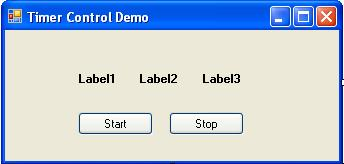 Timer Control Demo
Label1 Label2 Label3
Start Stop